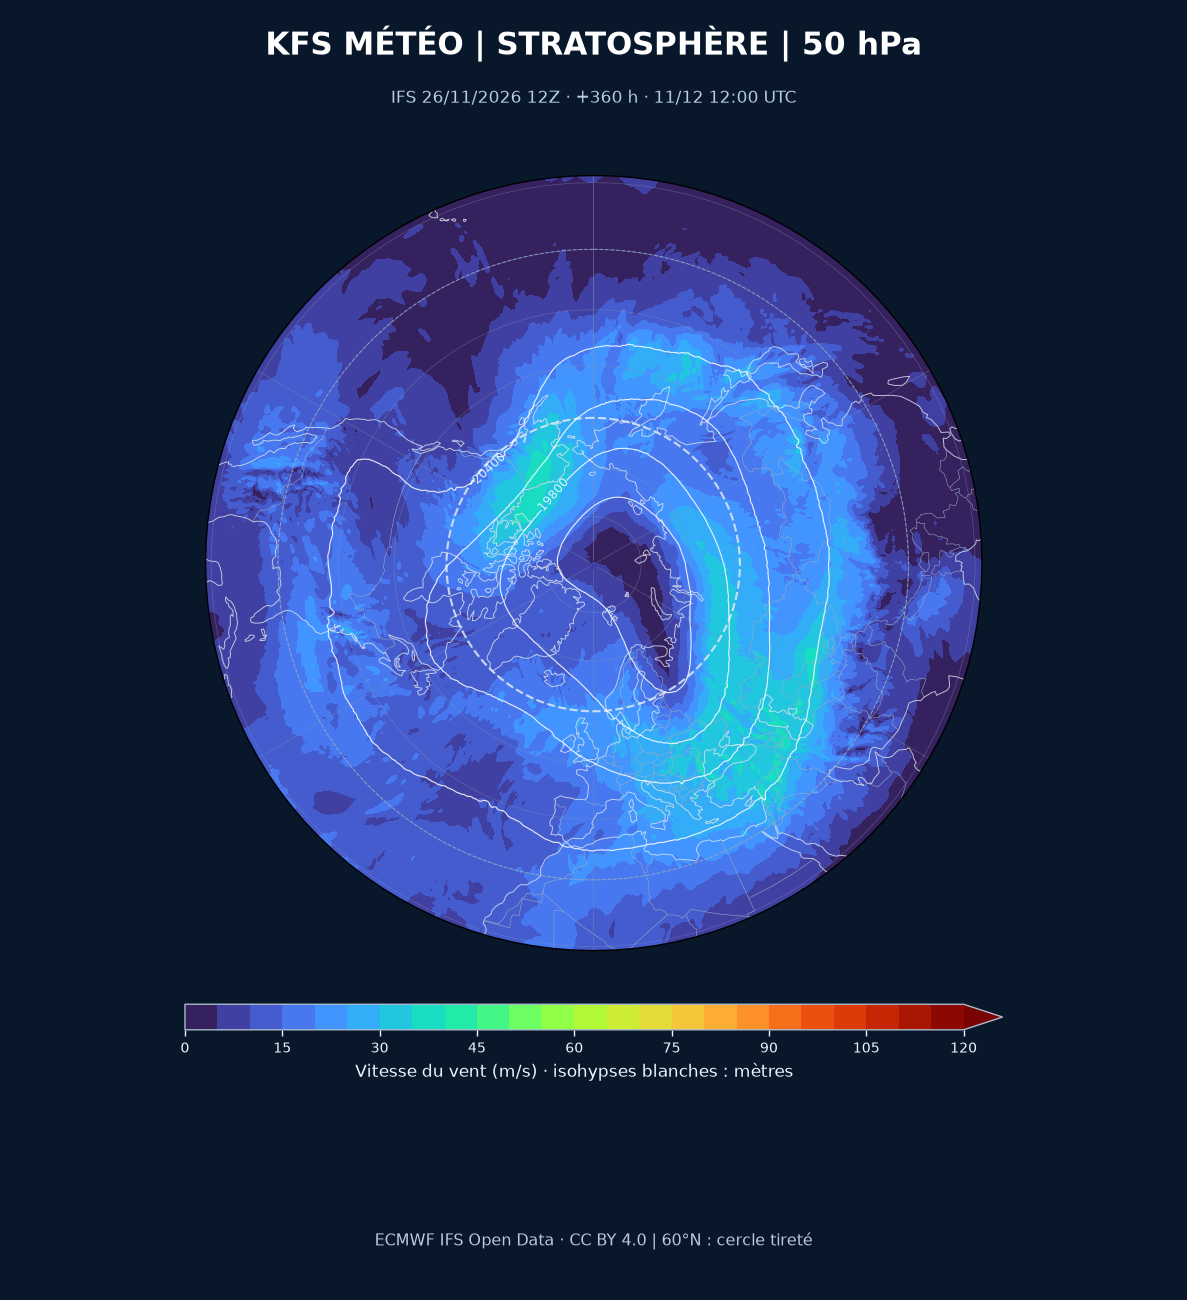 KFS MÉTÉO | STRATOSPHÈRE | 50 hPa
IFS 26/11/2026 12Z · +360 h · 11/12 12:00 UTC
20400
19800
0 15 30 45 60 75 90 105 120
Vitesse du vent (m/s) · isohypses blanches : mètres
ECMWF IFS Open Data · CC BY 4.0 | 60°N : cercle tireté